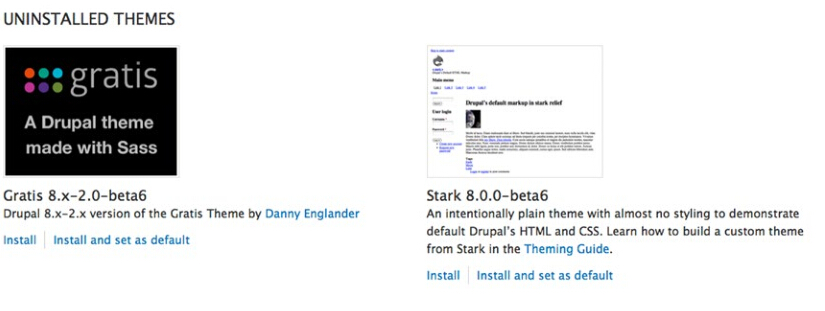 UNINSTALLED THEMES
gratis
A Drupal theme
made with Sass
Gratis 8.x-2.0-beta6
Drupal 8.x-2.x version of the Gratis Theme by Danny Englander
Install Install and set as default
Main menu
Drupal's default markup is stark relief
User login
Stark 8.0.0-beta6
An intentionally plain theme with almost no styling to demonstrate
default Drupal's HTML and CSS. Learn how to build a custom theme
from Stark in the Theming Guide.
Install Install and set as default